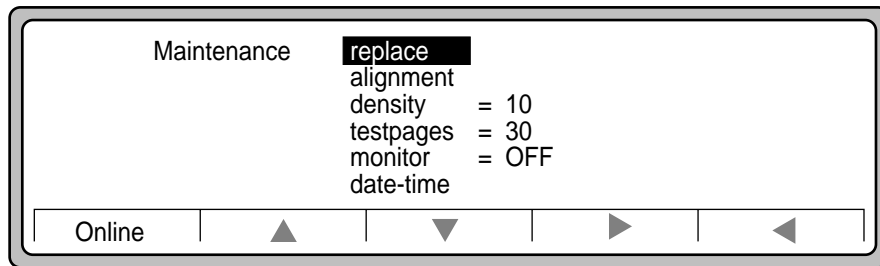 Maintenance replace
alignment
density = 10
testpages = 30
monitor = OFF
date-time
Online